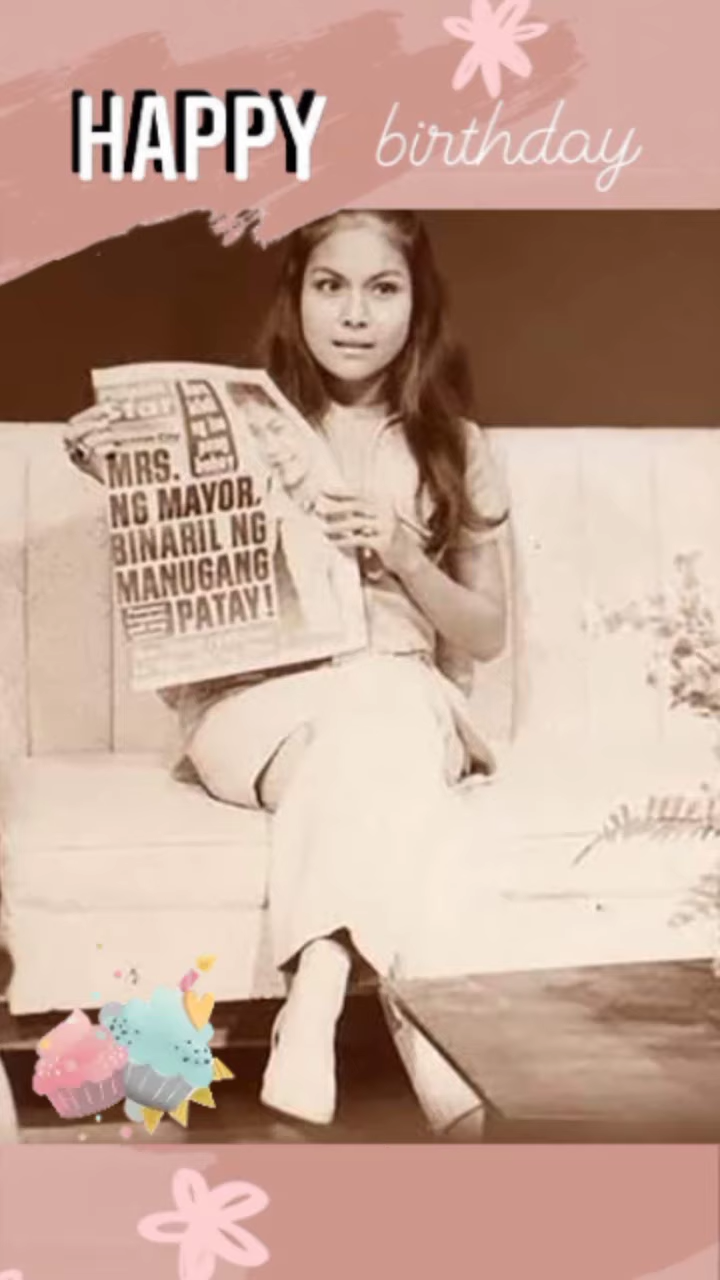 HAPPY birthday
Star
MRS.
NG MAYOR,
BINARIL NG
MANUGANG
PATAY!